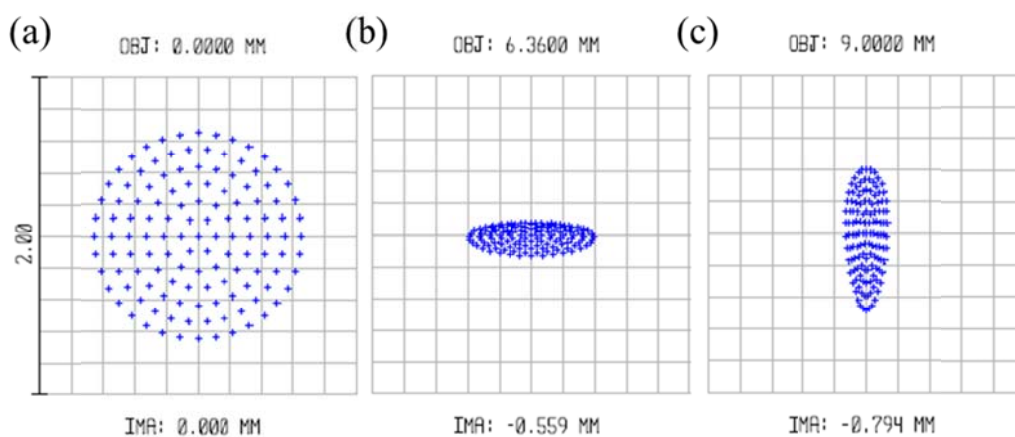 (a)
OBJ: 0.0000 MM
(b)
OBJ: 6.3600 MM
(c)
OBJ: 9.0000 MM
2.00
IMA: 0.000 MM
IMA: -0.559 MM
IMA: -0.794 MM